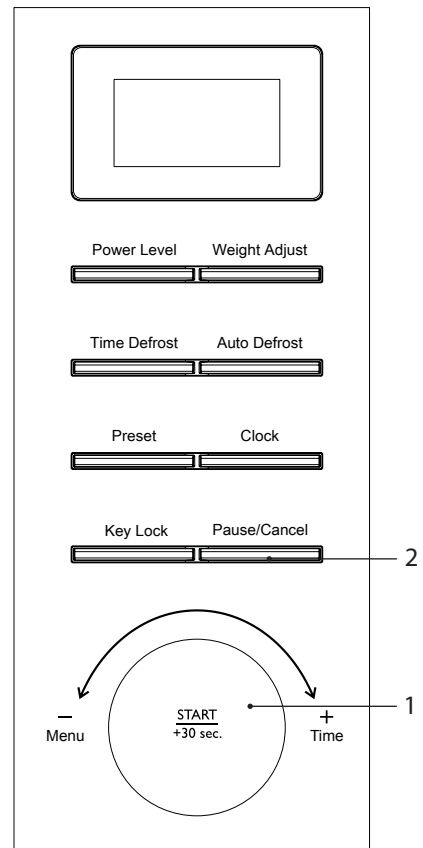 Power Level Weight Adjust
Time Defrost Auto Defrost
Preset Clock
Key Lock Pause/Cancel
2
1
START
+30 sec.
− +
Menu Time